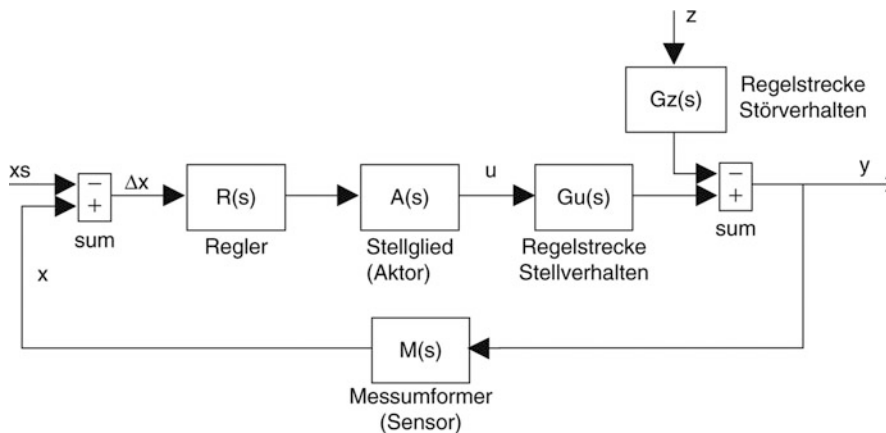 z
Gz(s)
Regelstrecke
Störverhalten
xs
−
+
sum
Δx
R(s)
Regler
A(s)
Stellglied
(Aktor)
u
Gu(s)
Regelstrecke
Stellverhalten
−
+
sum
y
x
M(s)
Messumformer
(Sensor)